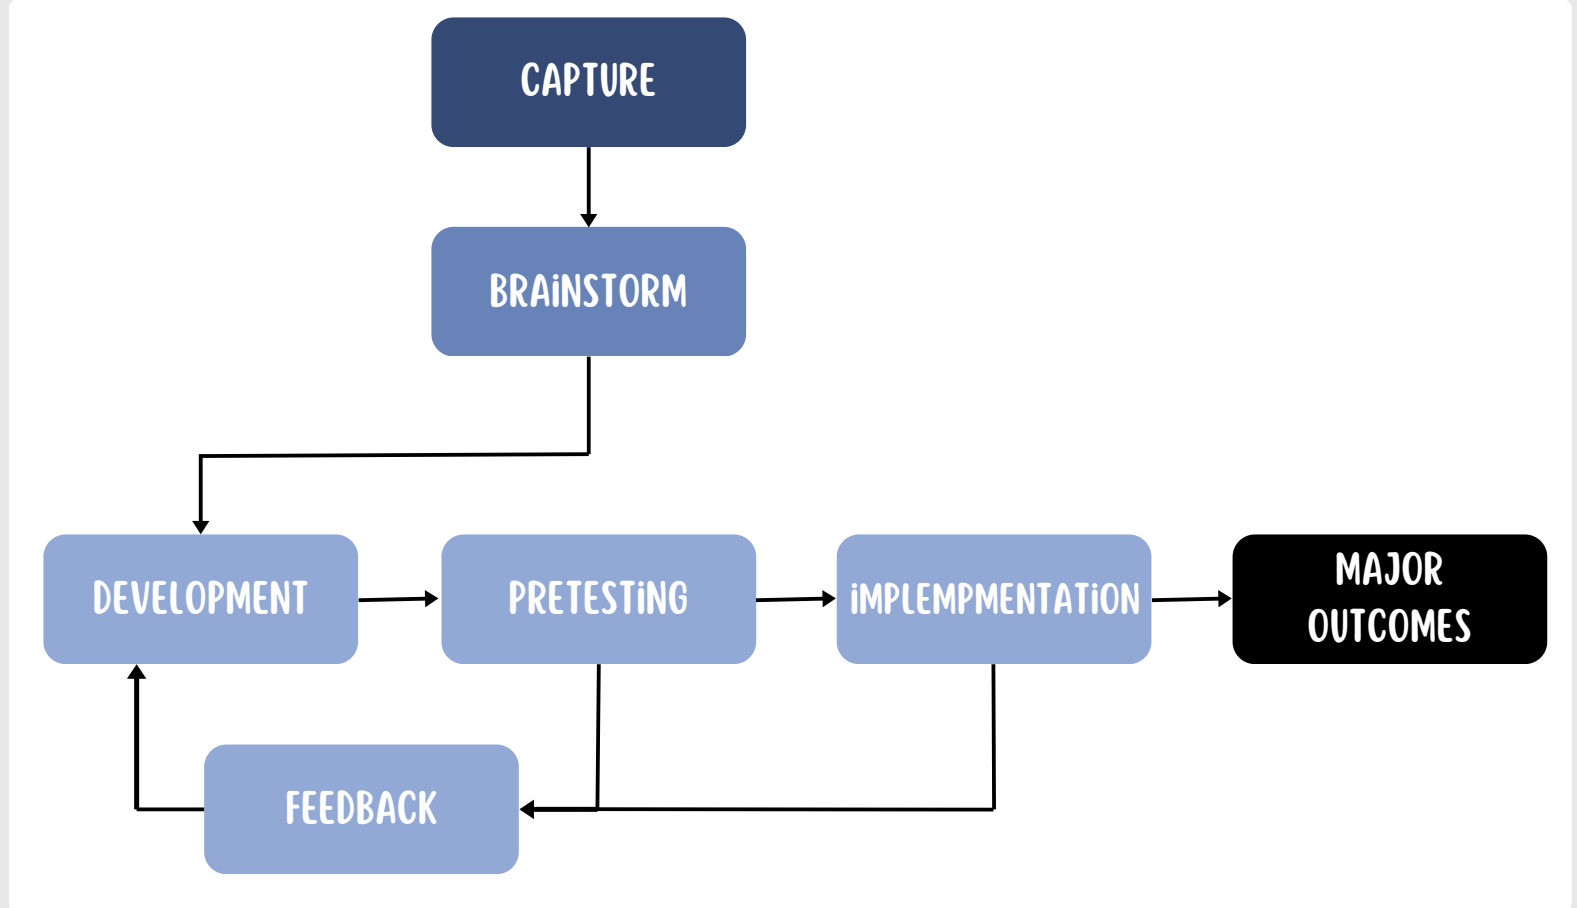 CAPTURE
BRAiNSTORM
DEVELOPMENT
PRETESTiNG
iMPLEMPMENTATiON
MAJOR
OUTCOMES
FEEDBACK